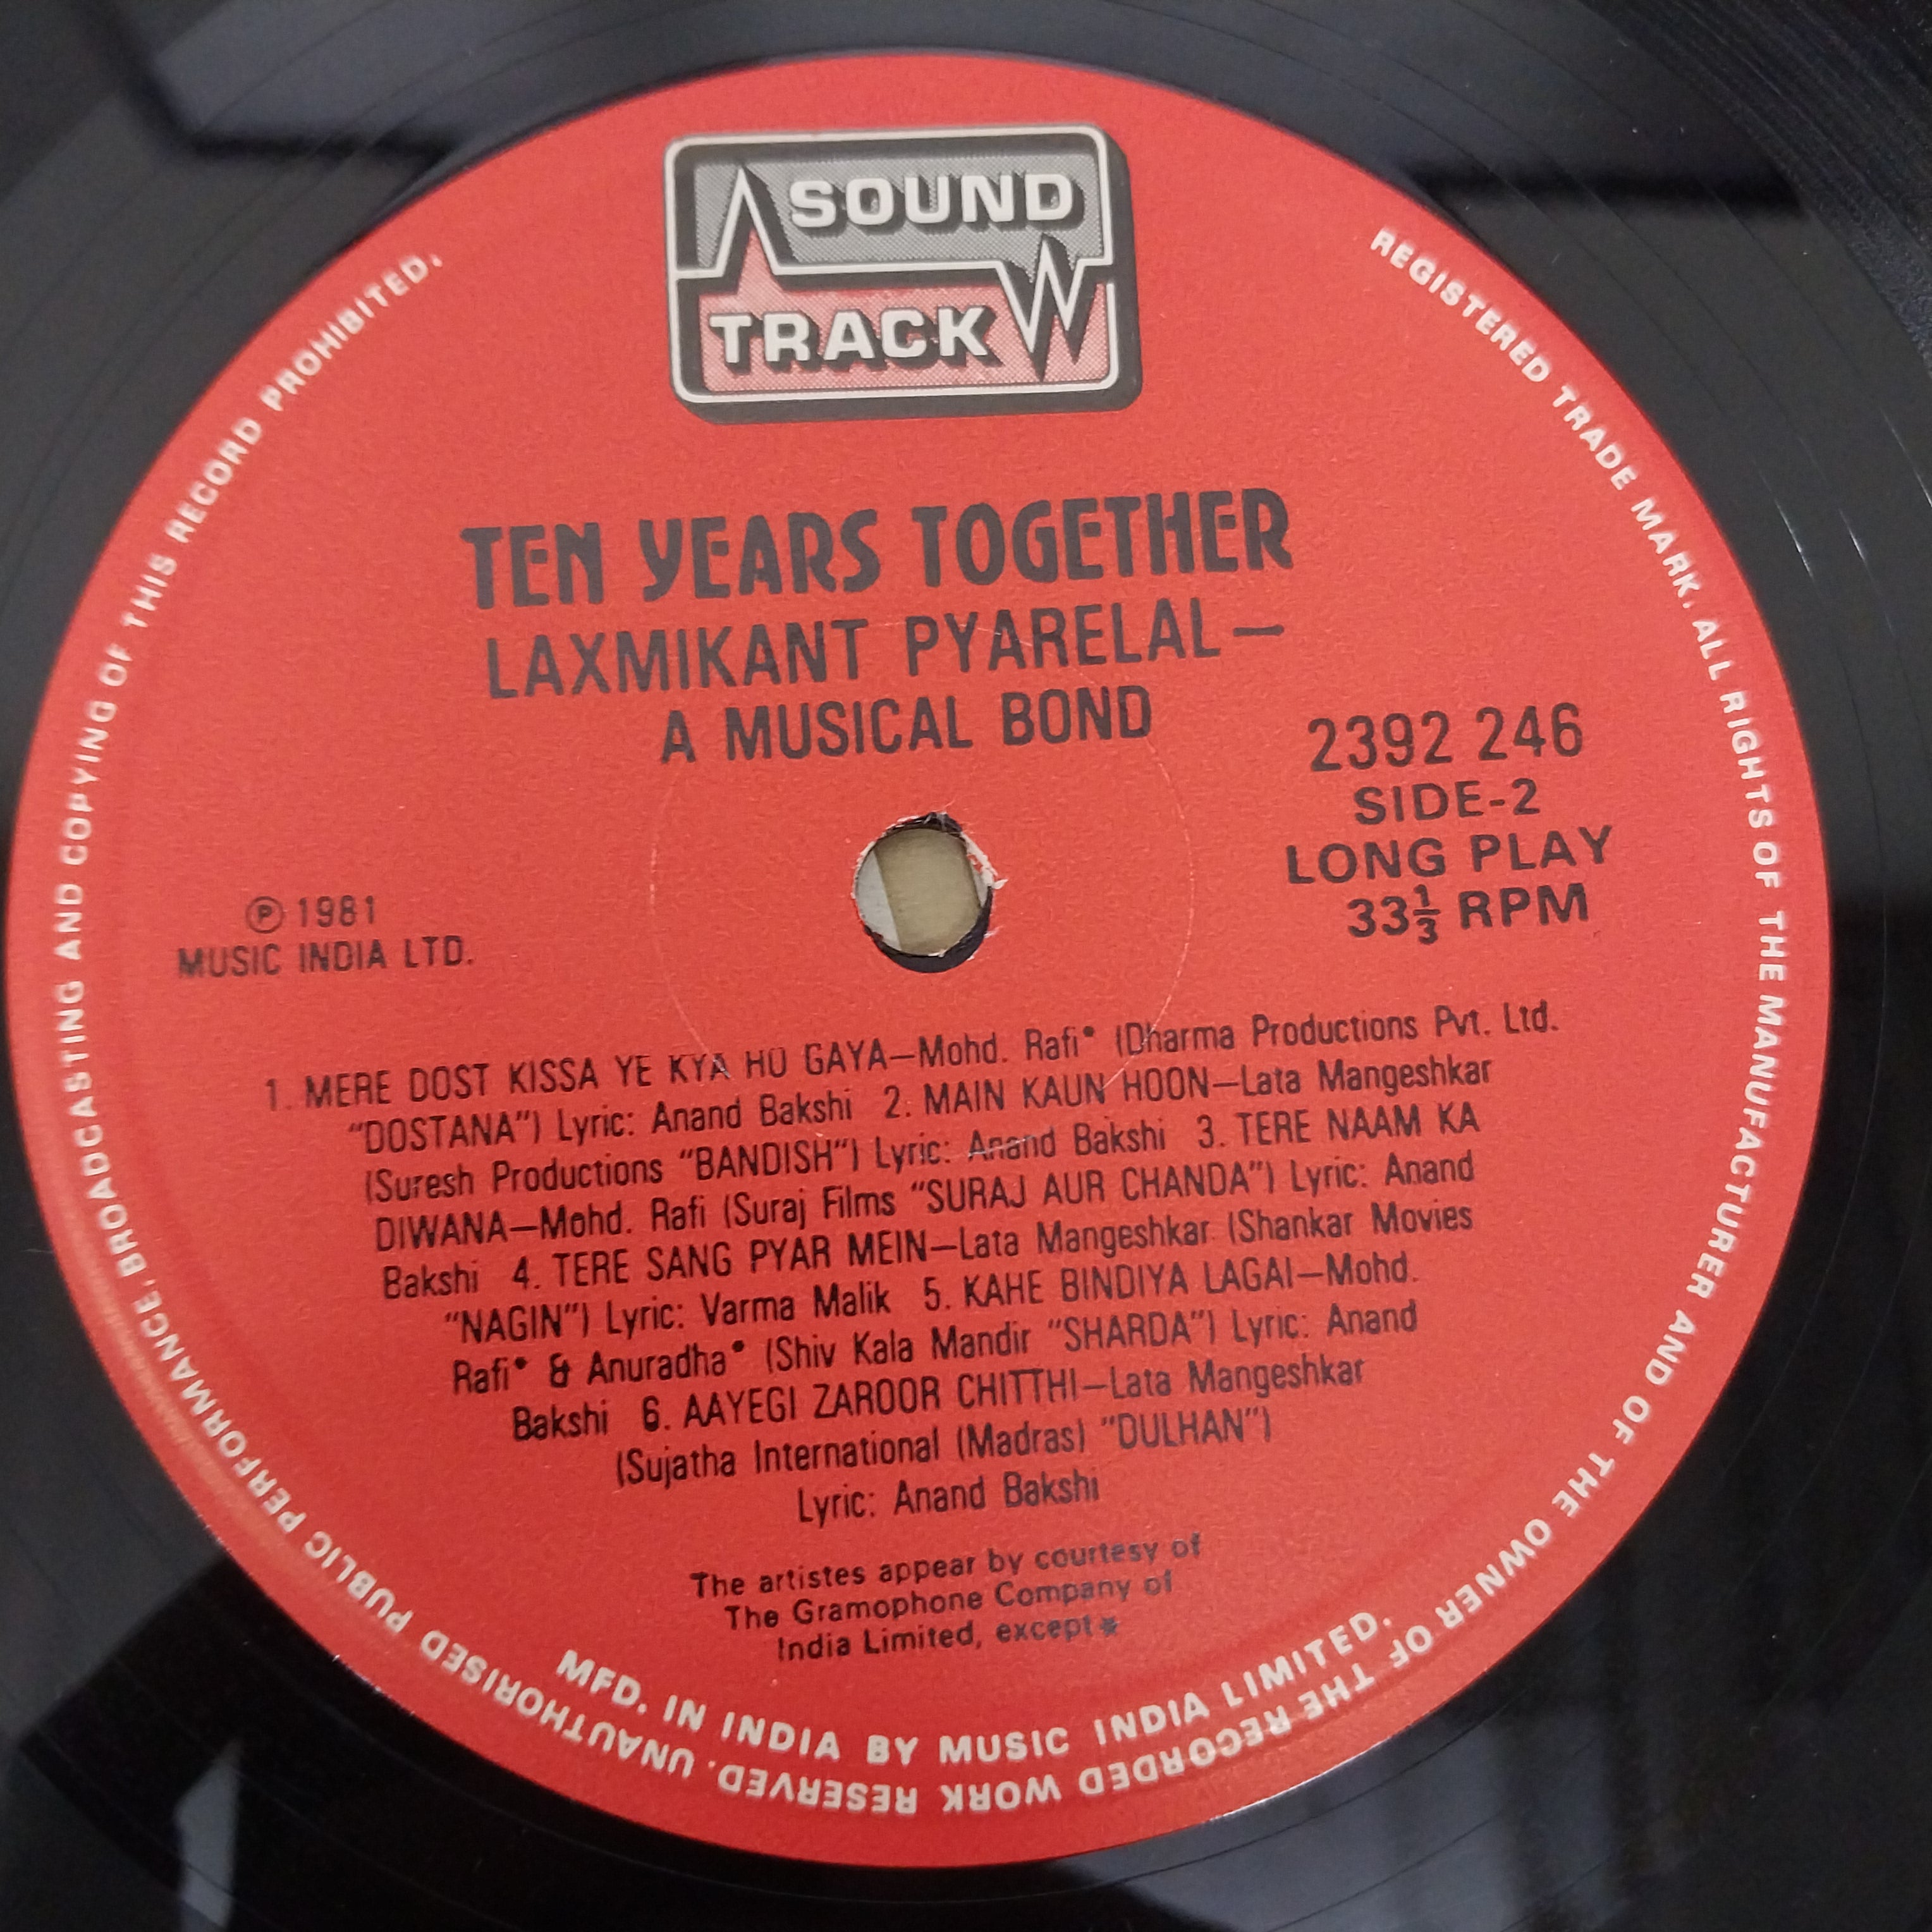 SOUND
TRACK
TEN YEARS TOGETHER
LAXMIKANT PYARELAL—
A MUSICAL BOND
2392 246
SIDE-2
LONG PLAY
33⅓ RPM
Ⓟ 1981
MUSIC INDIA LTD.
1. MERE DOST KISSA YE KYA HO GAYA—Mohd. Rafi* (Dharma Productions Pvt. Ltd.
“DOSTANA”) Lyric: Anand Bakshi 2. MAIN KAUN HOON—Lata Mangeshkar
(Suresh Productions “BANDISH”) Lyric: Anand Bakshi 3. TERE NAAM KA
DIWANA—Mohd. Rafi (Suraj Films “SURAJ AUR CHANDA”) Lyric: Anand
Bakshi 4. TERE SANG PYAR MEIN—Lata Mangeshkar (Shankar Movies
“NAGIN”) Lyric: Varma Malik 5. KAHE BINDIYA LAGAI—Mohd.
Rafi* & Anuradha* (Shiv Kala Mandir “SHARDA”) Lyric: Anand
Bakshi 6. AAYEGI ZAROOR CHITTHI—Lata Mangeshkar
(Sujatha International (Madras) “DULHAN”)
Lyric: Anand Bakshi
The artistes appear by courtesy of
The Gramophone Company of
India Limited, except*
MFD. IN INDIA BY MUSIC INDIA LIMITED.
REGISTERED TRADE MARK. ALL RIGHTS OF THE MANUFACTURER AND OF THE OWNER OF THE RECORDED WORK RESERVED. UNAUTHORISED PUBLIC PERFORMANCE. BROADCASTING AND COPYING OF THIS RECORD PROHIBITED.